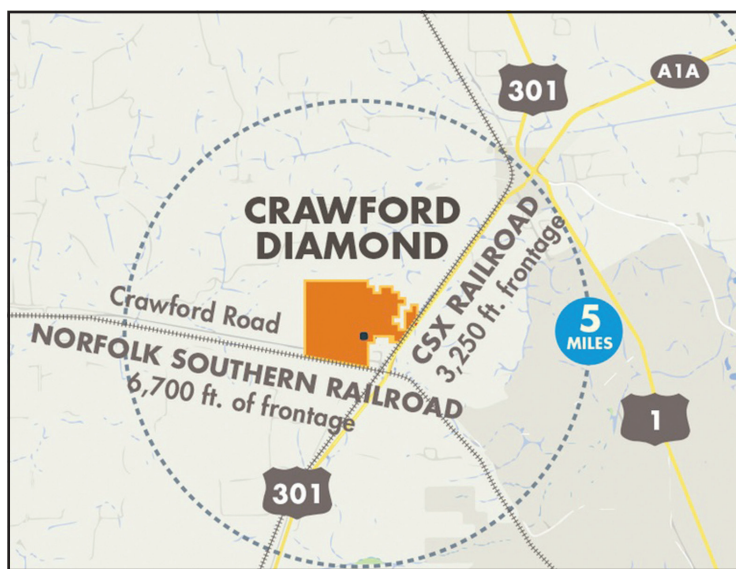 301
A1A
CRAWFORD
DIAMOND
CSX RAILROAD
3,250 ft. frontage
Crawford Road
NORFOLK SOUTHERN RAILROAD
6,700 ft. of frontage
5
MILES
1
301